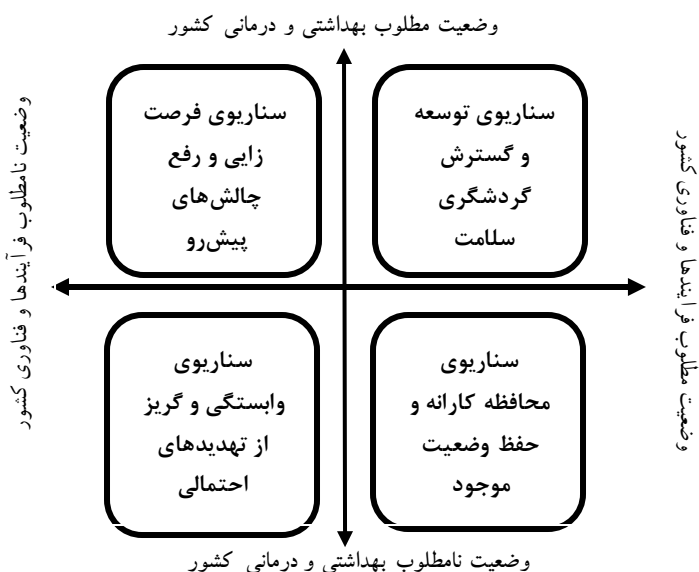 وضعیت مطلوب بهداشتی و درمانی کشور
وضعیت مطلوب فرآیندها و فناوری کشور
سناریوی توسعه
و گسترش
گردشگری
سلامت
سناریوی فرصت
زایی و رفع
چالش‌های
پیش‌رو
وضعیت نامطلوب فرآیندها و فناوری کشور
سناریوی
محافظه کارانه و
حفظ وضعیت
موجود
سناریوی
وابستگی و گریز
از تهدیدهای
احتمالی
وضعیت نامطلوب بهداشتی و درمانی کشور